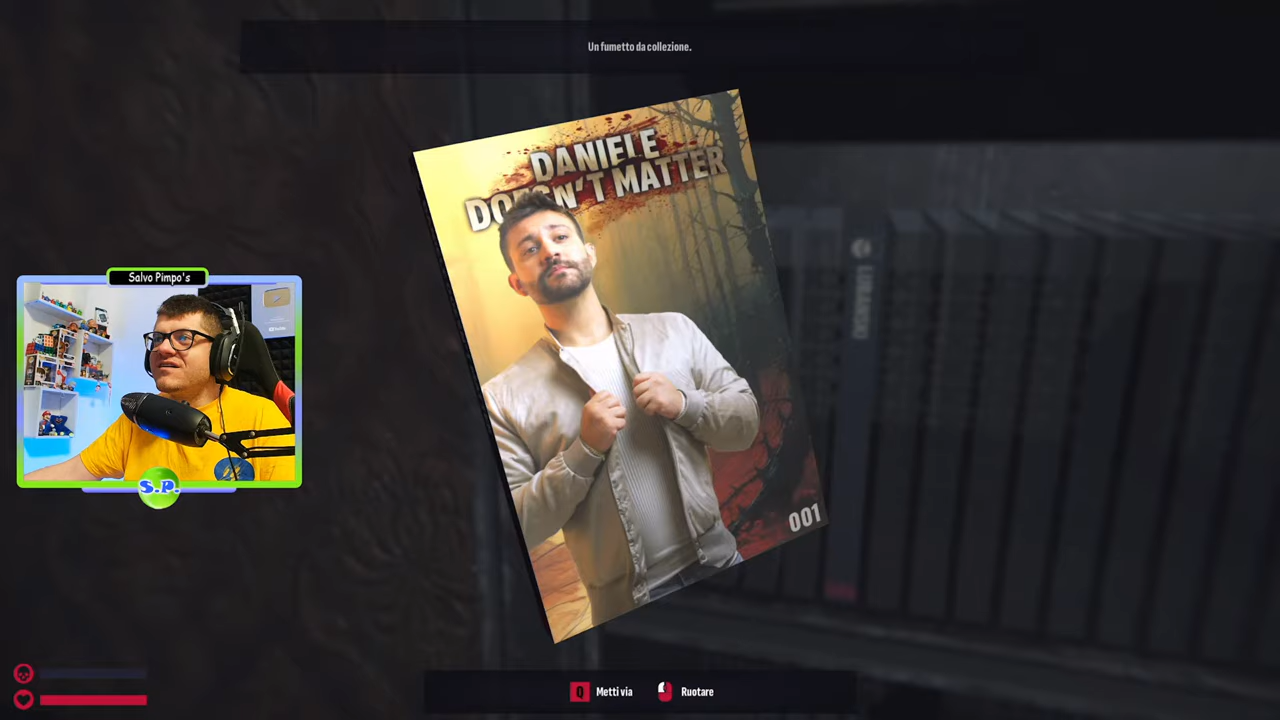 Un fumetto da collezione.
DANIELE
DOESN'T MATTER
Salvo Pimpo's
S.P.
001
Q Metti via
Ruotare